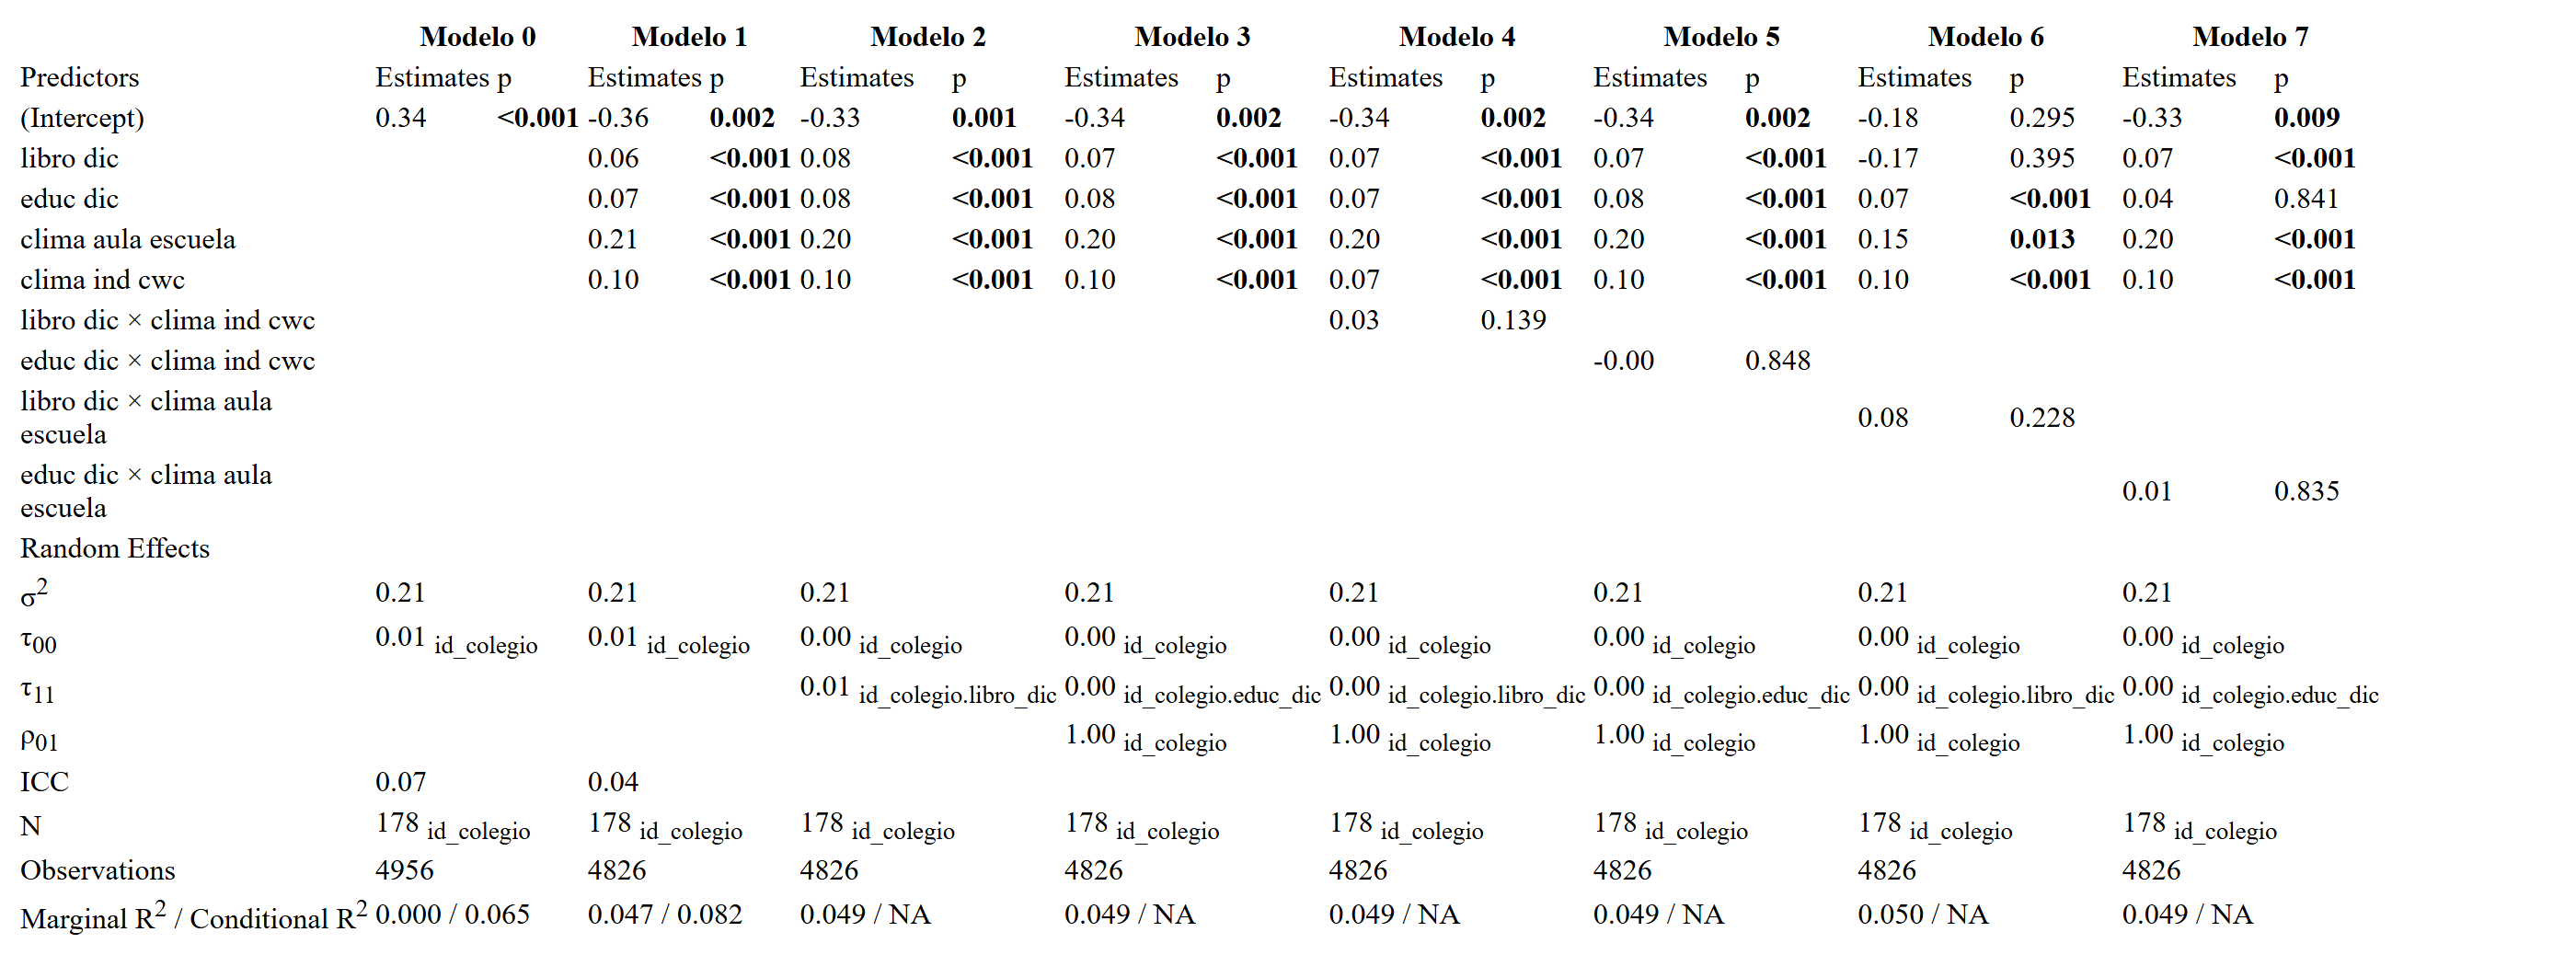 Modelo 0 Modelo 1 Modelo 2 Modelo 3 Modelo 4 Modelo 5 Modelo 6 Modelo 7
Predictors Estimates p Estimates p Estimates p Estimates p Estimates p Estimates p Estimates p Estimates p
(Intercept) 0.34 <0.001 -0.36 0.002 -0.33 0.001 -0.34 0.002 -0.34 0.002 -0.34 0.002 -0.18 0.295 -0.33 0.009
libro dic 0.06 <0.001 0.08 <0.001 0.07 <0.001 0.07 <0.001 0.07 <0.001 -0.17 0.395 0.07 <0.001
educ dic 0.07 <0.001 0.08 <0.001 0.08 <0.001 0.07 <0.001 0.08 <0.001 0.07 <0.001 0.04 0.841
clima aula escuela 0.21 <0.001 0.20 <0.001 0.20 <0.001 0.20 <0.001 0.20 <0.001 0.15 0.013 0.20 <0.001
clima ind cwc 0.10 <0.001 0.10 <0.001 0.10 <0.001 0.07 <0.001 0.10 <0.001 0.10 <0.001 0.10 <0.001
libro dic × clima ind cwc 0.03 0.139
educ dic × clima ind cwc -0.00 0.848
libro dic × clima aula
escuela 0.08 0.228
educ dic × clima aula
escuela 0.01 0.835
Random Effects
σ2 0.21 0.21 0.21 0.21 0.21 0.21 0.21 0.21
τ00 0.01 id_colegio 0.01 id_colegio 0.00 id_colegio 0.00 id_colegio 0.00 id_colegio 0.00 id_colegio 0.00 id_colegio 0.00 id_colegio
τ11 0.01 id_colegio.libro_dic 0.00 id_colegio.educ_dic 0.00 id_colegio.libro_dic 0.00 id_colegio.educ_dic 0.00 id_colegio.libro_dic 0.00 id_colegio.educ_dic
ρ01 1.00 id_colegio 1.00 id_colegio 1.00 id_colegio 1.00 id_colegio 1.00 id_colegio
ICC 0.07 0.04
N 178 id_colegio 178 id_colegio 178 id_colegio 178 id_colegio 178 id_colegio 178 id_colegio 178 id_colegio 178 id_colegio
Observations 4956 4826 4826 4826 4826 4826 4826 4826
Marginal R2 / Conditional R2 0.000 / 0.065 0.047 / 0.082 0.049 / NA 0.049 / NA 0.049 / NA 0.049 / NA 0.050 / NA 0.049 / NA